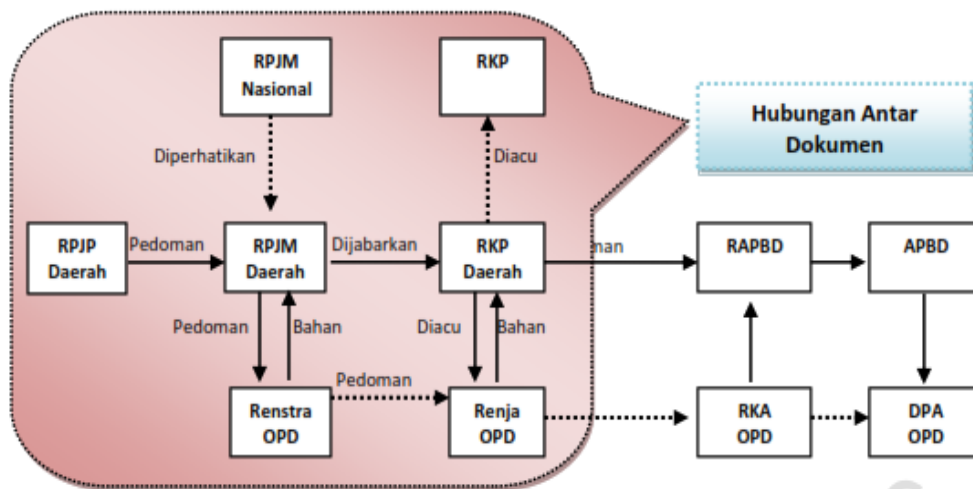 RPJM
Nasional
RKP
Hubungan Antar
Dokumen
Diperhatikan
Diacu
RPJP
Daerah
Pedoman
RPJM
Daerah
Dijabarkan
RKP
Daerah
man
RAPBD
APBD
Pedoman
Bahan
Diacu
Bahan
Pedoman
Renstra
OPD
Renja
OPD
RKA
OPD
DPA
OPD